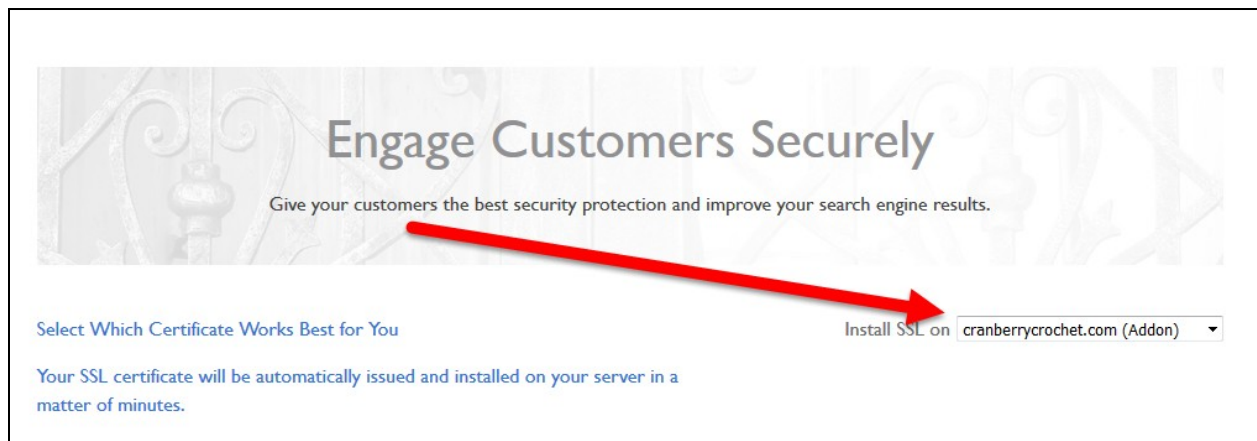 Engage Customers Securely
Give your customers the best security protection and improve your search engine results.
Select Which Certificate Works Best for You
Install SSL on cranberrycrochet.com (Addon)
Your SSL certificate will be automatically issued and installed on your server in a
matter of minutes.